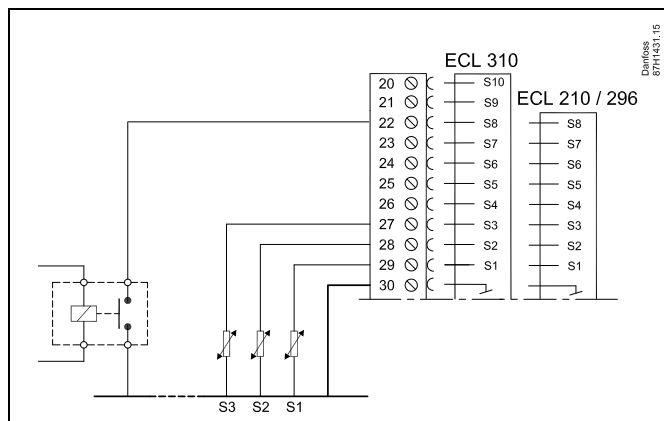 Danfoss
87H1431.15
ECL 310
ECL 210 / 296
20 S10
21 S9
22 S8 S8
23 S7 S7
24 S6 S6
25 S5 S5
26 S4 S4
27 S3 S3
28 S2 S2
29 S1 S1
30
S3 S2 S1